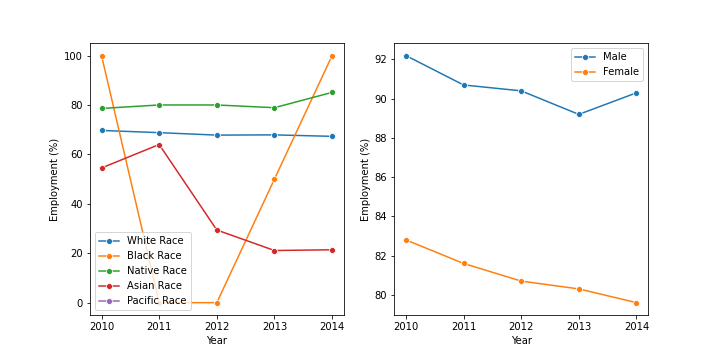 100
80
60
40
20
0
Employment (%)
2010 2011 2012 2013 2014
Year
White Race
Black Race
Native Race
Asian Race
Pacific Race
92
90
88
86
84
82
80
Employment (%)
2010 2011 2012 2013 2014
Year
Male
Female